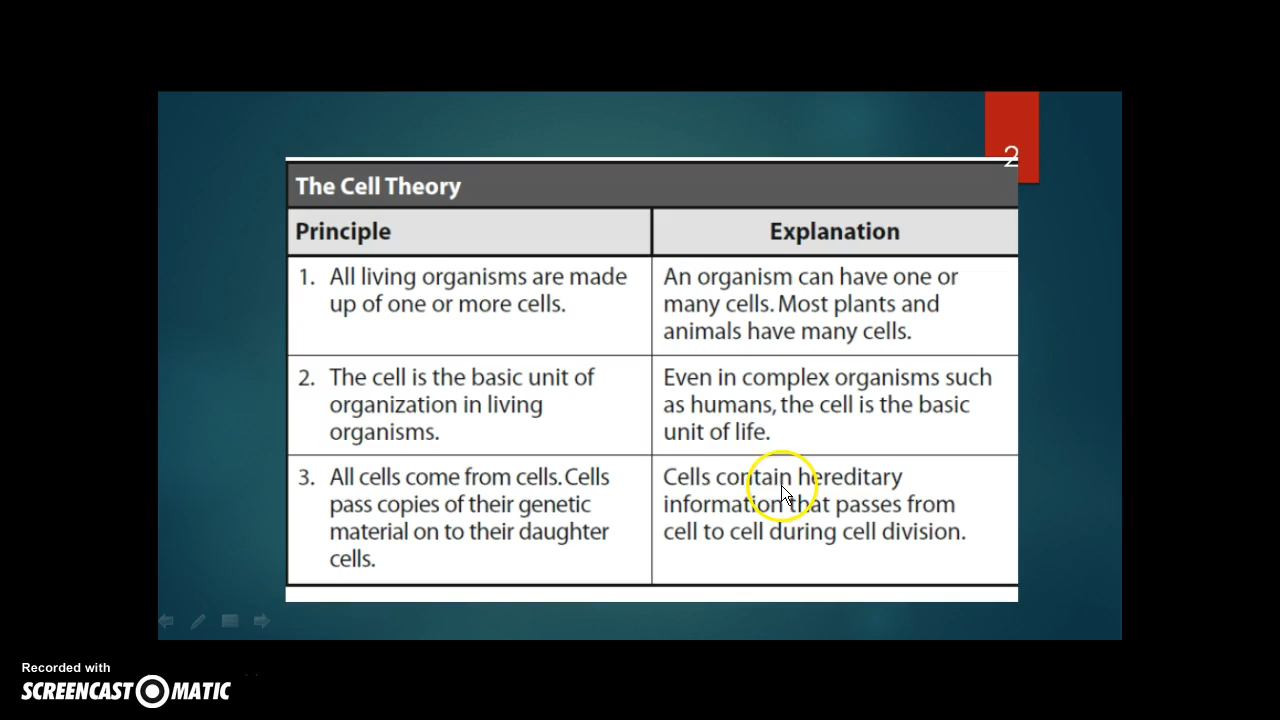 2
The Cell Theory
Principle
Explanation
1. All living organisms are made
up of one or more cells.
An organism can have one or
many cells. Most plants and
animals have many cells.
2. The cell is the basic unit of
organization in living
organisms.
Even in complex organisms such
as humans, the cell is the basic
unit of life.
3. All cells come from cells. Cells
pass copies of their genetic
material on to their daughter
cells.
Cells contain hereditary
information that passes from
cell to cell during cell division.
Recorded with
SCREENCAST MATIC